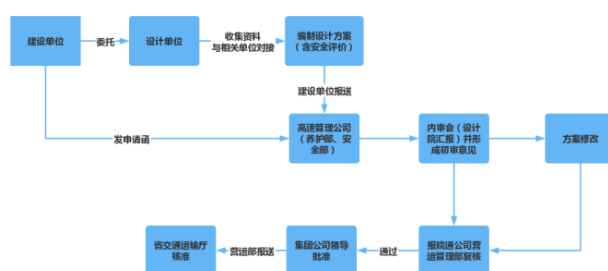 建设单位
委托
设计单位
收集资料
与相关单位对接
编制设计方案
（含安全评价）
建设单位报送
发申请函
高速管理公司
（养护部、安
全部）
内审会（设计
院汇报）并形
成初审意见
方案修改
省交通运输厅
核准
营运部报送
集团公司领导
批准
通过
报皖通公司营
运管理部复核